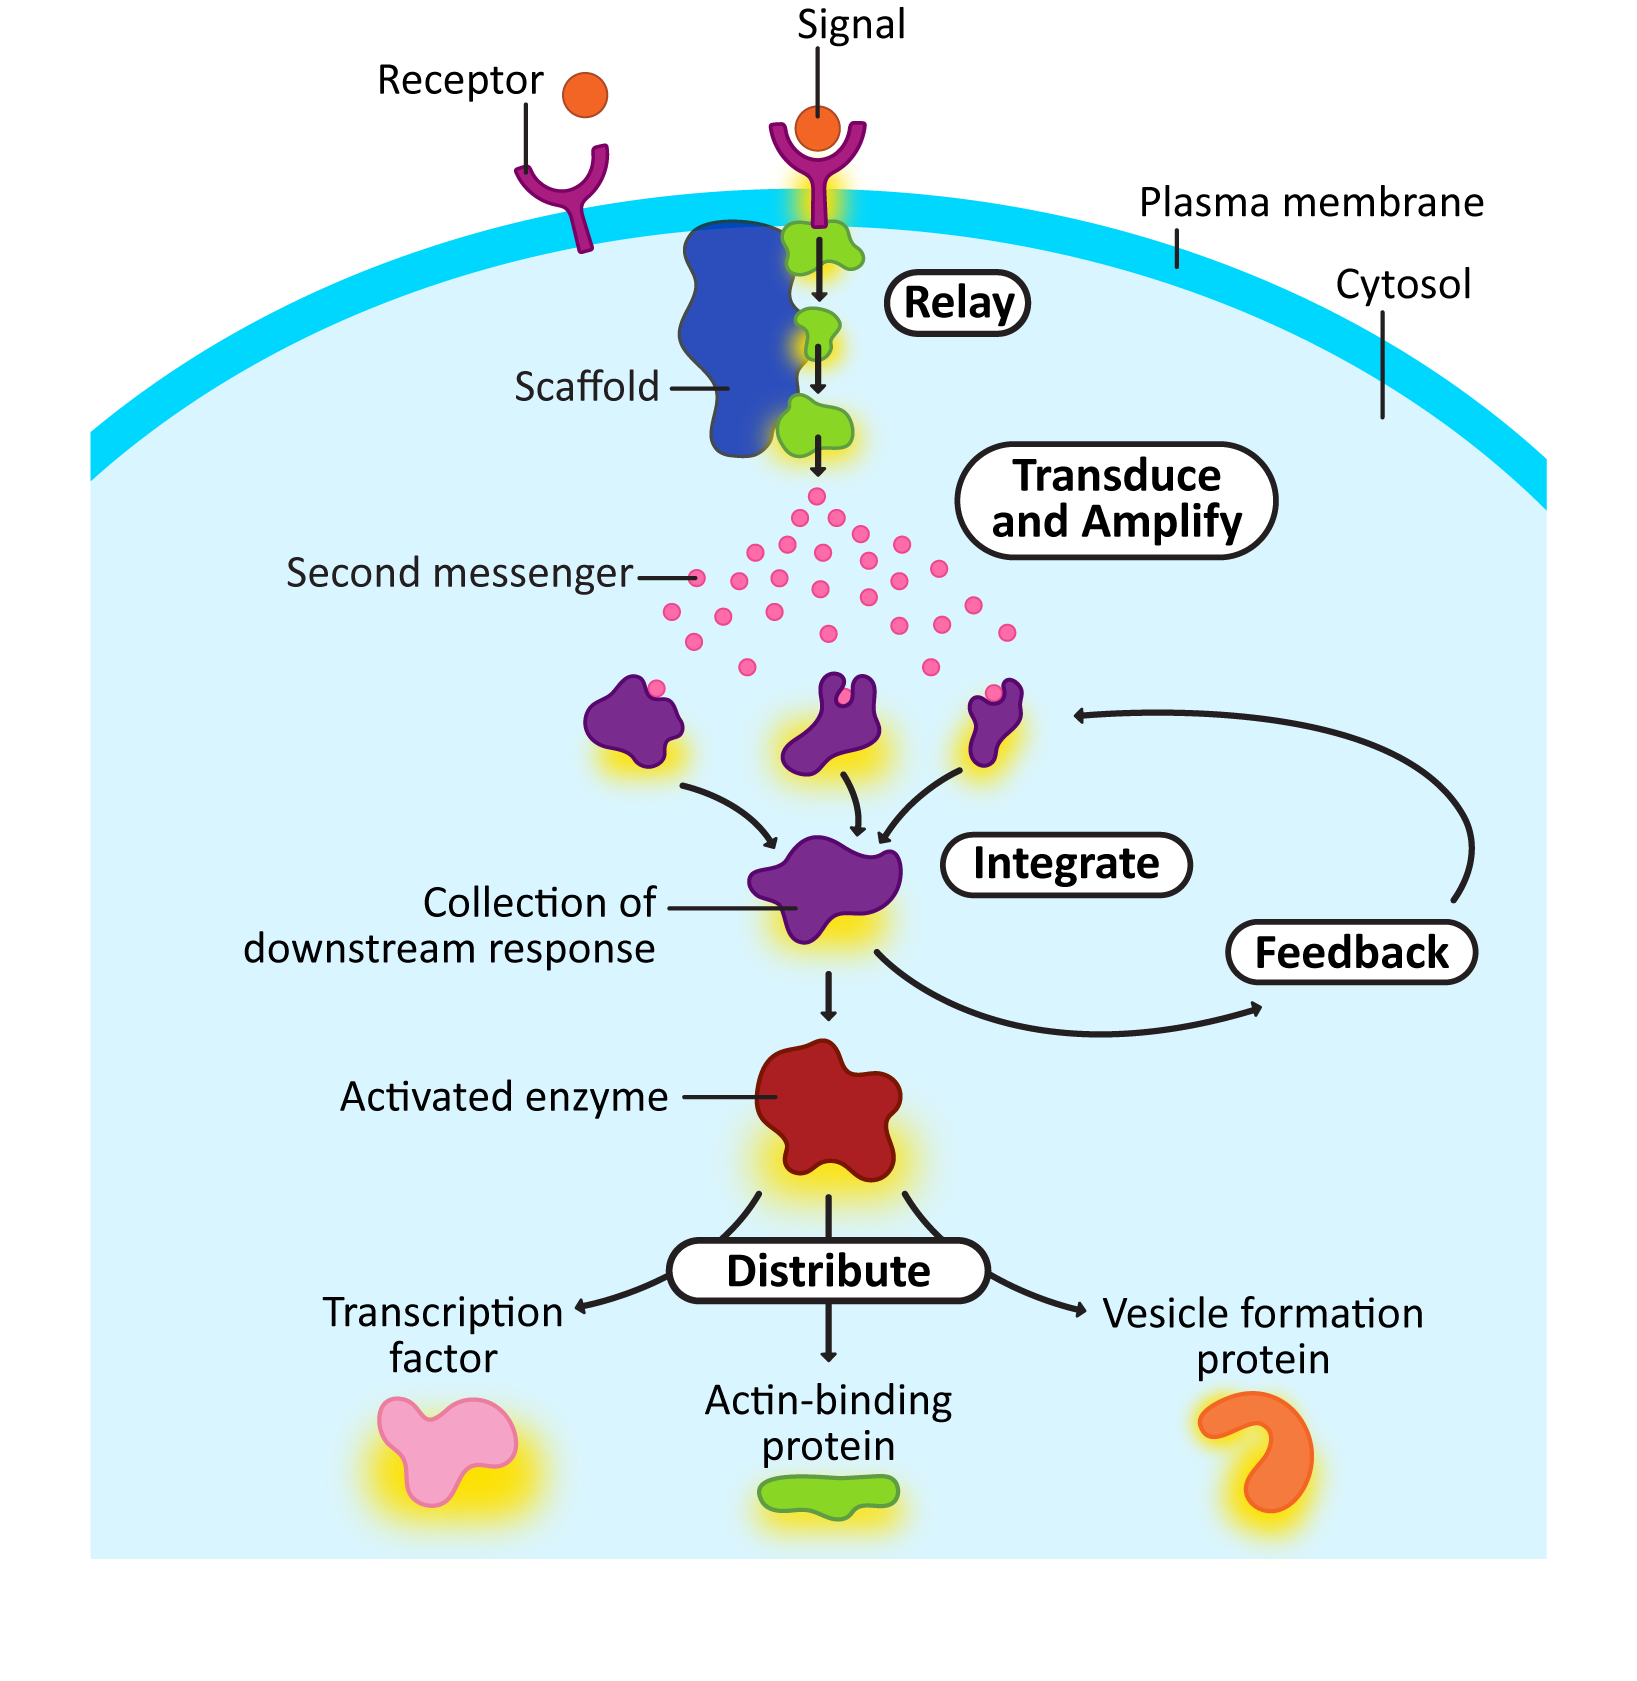 Signal
Receptor
Plasma membrane
Cytosol
Relay
Scaffold
Transduce
and Amplify
Second messenger
Integrate
Collection of
downstream response
Feedback
Activated enzyme
Distribute
Transcription
factor
Vesicle formation
protein
Actin-binding
protein